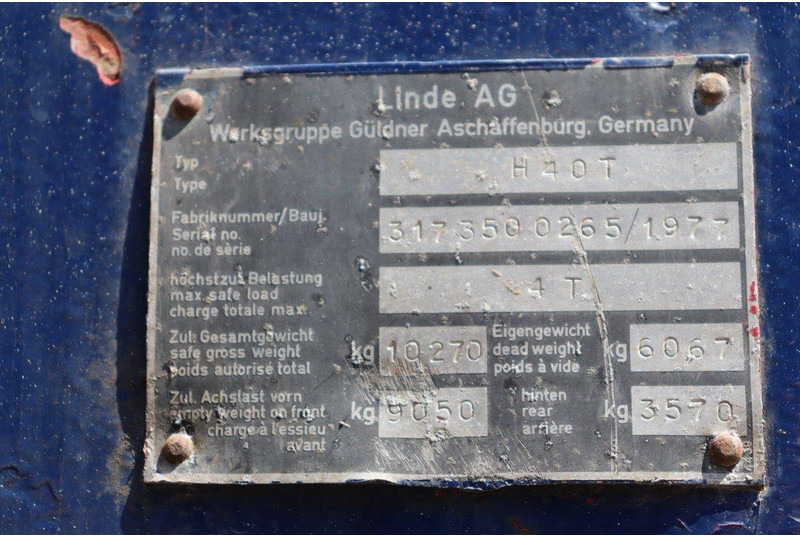 Linde AG
Werksgruppe Güldner Aschaffenburg, Germany
Typ
Type
H40T
Fabriknummer/Bauj.
Serial no.
no. de série
317 350 0265/1977
höchstzul. Belastung
max. safe load
charge totale max.
4 T
Zul. Gesamtgewicht
safe gross weight
poids autorisé total
kg 10270
Eigengewicht
dead weight
poids à vide
kg 6067
Zul. Achslast vorn
empty weight on front
charge à l'essieu
avant
kg 9050
hinten
rear
arrière
kg 3570